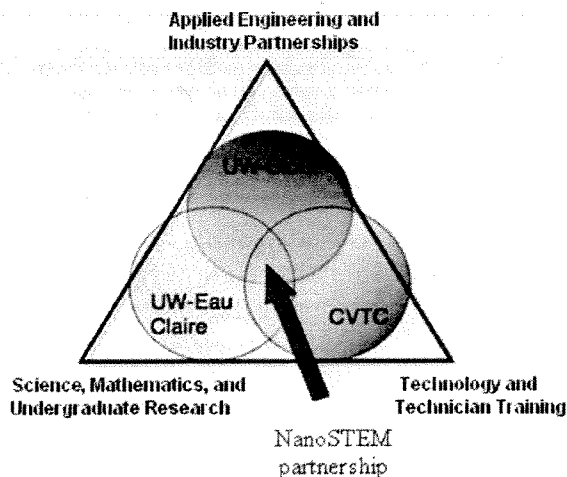 Applied Engineering and
Industry Partnerships
UW-Eau
Claire
CVTC
Science, Mathematics, and
Undergraduate Research
Technology and
Technician Training
NanoSTEM
partnership